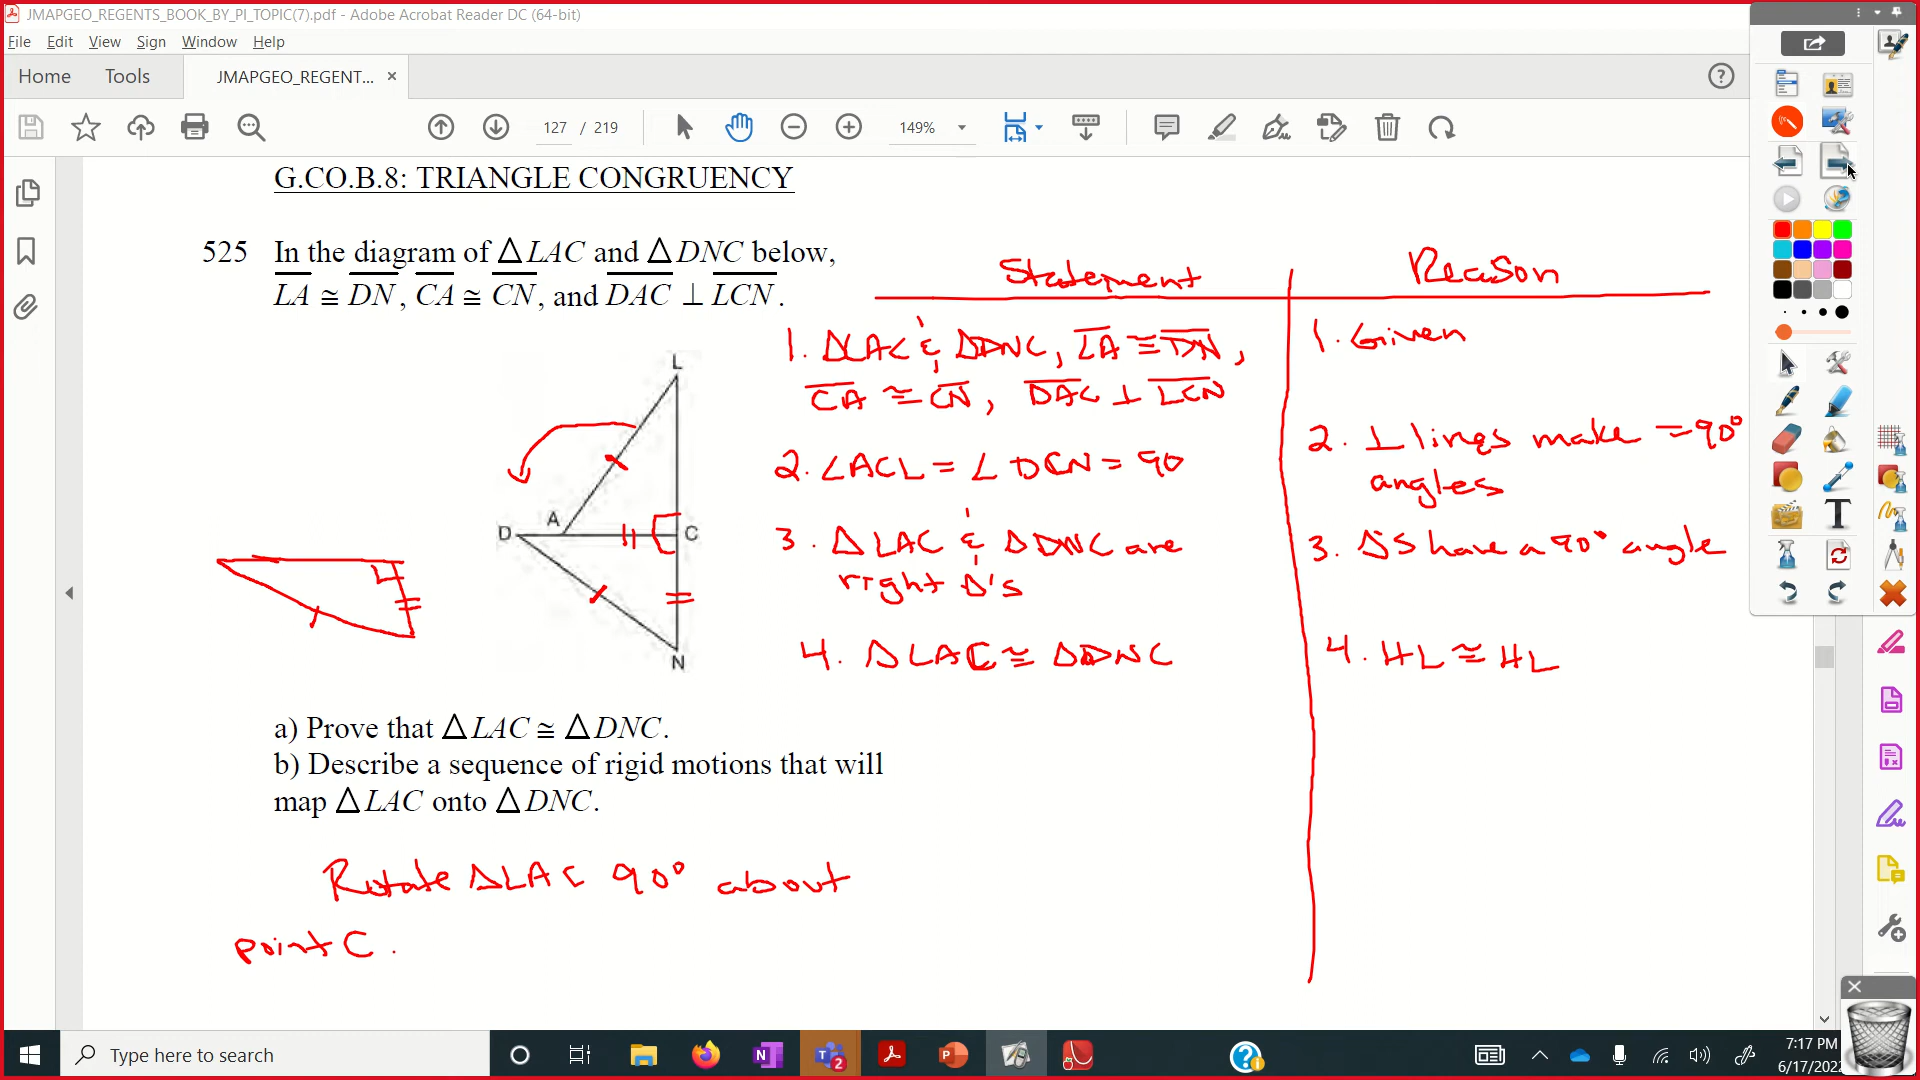 JMAPGEO_REGENTS_BOOK_BY_PI_TOPIC(7).pdf - Adobe Acrobat Reader DC (64-bit)
File Edit View Sign Window Help
Home Tools JMAPGEO_REGENT... ×
127 / 219 149%
G.CO.B.8: TRIANGLE CONGRUENCY
525 In the diagram of △LAC and △DNC below,
LA ≅ DN, CA ≅ CN, and DAC ⊥ LCN.
Statement Reason
1. △LAC & △DNC, LA ≅ DN,
CA ≅ CN, DAC ⊥ LCN
1. Given
2. ∠ACL = ∠DCN = 90
2. ⊥ lines make = 90°
angles
3. △LAC & △DNC are
right △'s
3. △'s have a 90° angle
4. △LAC ≅ △DNC
4. HL ≅ HL
L
A
D
C
N
a) Prove that △LAC ≅ △DNC.
b) Describe a sequence of rigid motions that will
map △LAC onto △DNC.
Rotate △LAC 90° about
point C.
Type here to search
2
7:17 PM
6/17/202